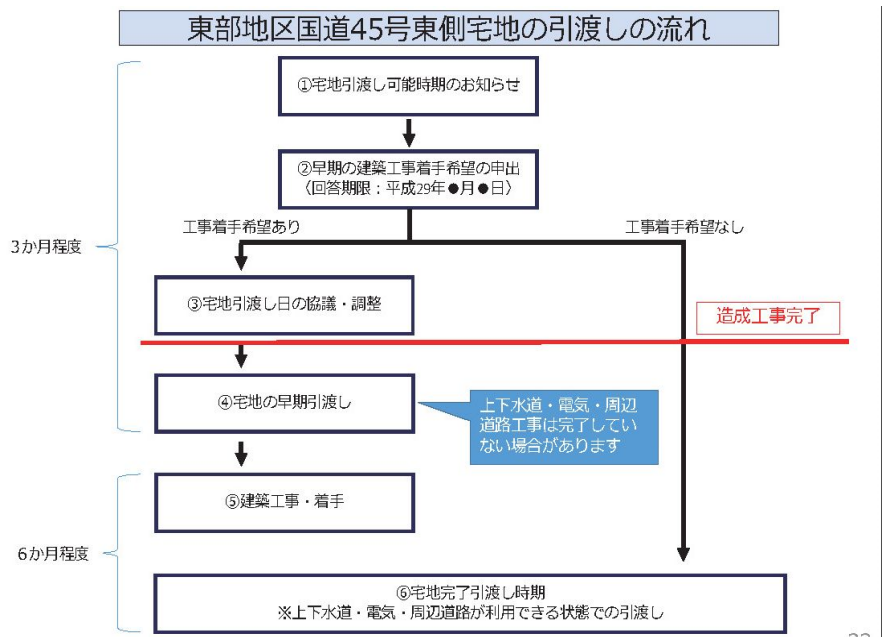 東部地区国道45号東側宅地の引渡しの流れ
①宅地引渡し可能時期のお知らせ
②早期の建築工事着手希望の申出
（回答期限：平成29年●月●日）
工事着手希望あり
工事着手希望なし
3か月程度
③宅地引渡し日の協議・調整
造成工事完了
④宅地の早期引渡し
上下水道・電気・周辺
道路工事は完了してい
ない場合があります
⑤建築工事・着手
6か月程度
⑥宅地完了引渡し時期
※上下水道・電気・周辺道路が利用できる状態での引渡し